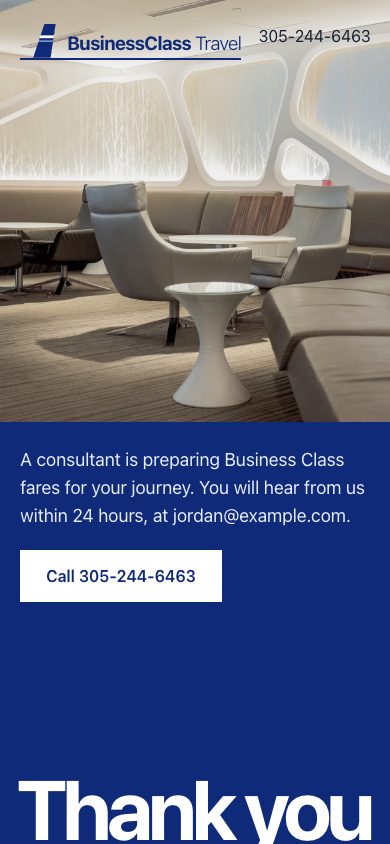 BusinessClass Travel
305-244-6463
A consultant is preparing Business Class
fares for your journey. You will hear from us
within 24 hours, at jordan@example.com.
Call 305-244-6463
Thank you